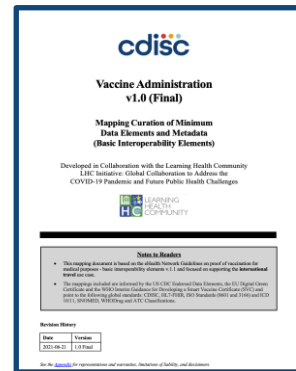 cdisc
Vaccine Administration
v1.0 (Final)
Mapping Curation of Minimum
Data Elements and Metadata
(Basic Interoperability Elements)
Developed in Collaboration with the Learning Health Community
LHC Initiative: Global Collaboration to Address the
COVID-19 Pandemic and Future Public Health Challenges
LHC
LEARNING
HEALTH
COMMUNITY
Notes to Readers
• This mapping document is based on the eHealth Network Guidelines on proof of vaccination for
medical purposes - basic interoperability elements v 1.1 and focused on supporting the international
travel use case.
• The mappings included are informed by the US CDC Endorsed Data Elements, the EU Digital Green
Certificate and the WHO Interim Guidance for Developing a Smart Vaccine Certificate (SVC) and
point to the following global standards: CDISC, HL7-FHIR, ISO Standards (8601 and 3166) and ICD
10/11, SNOMED, WHODrug and ATC Classifications.
Revision History
Date Version
2021-06-21 1.0 Final
See the Appendix for representations and warranties, limitations of liability, and disclaimers.